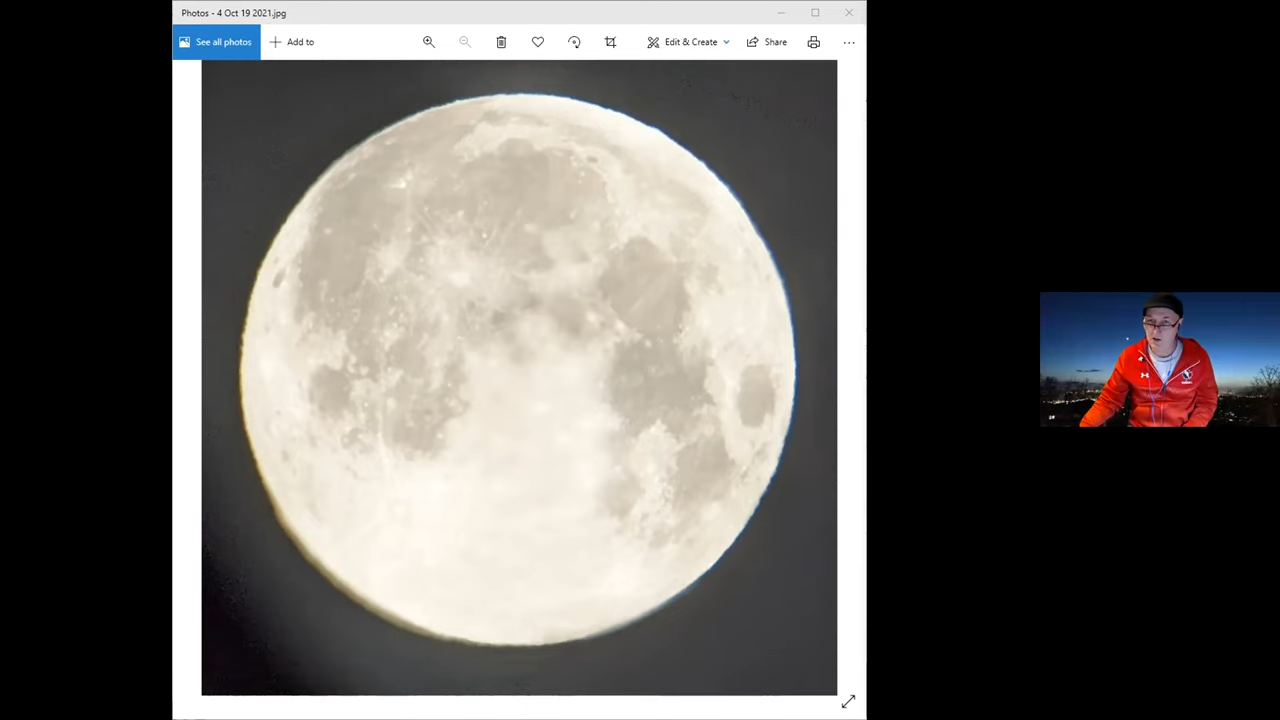 Photos - 4 Oct 19 2021.jpg
See all photos
Add to
Edit & Create
Share